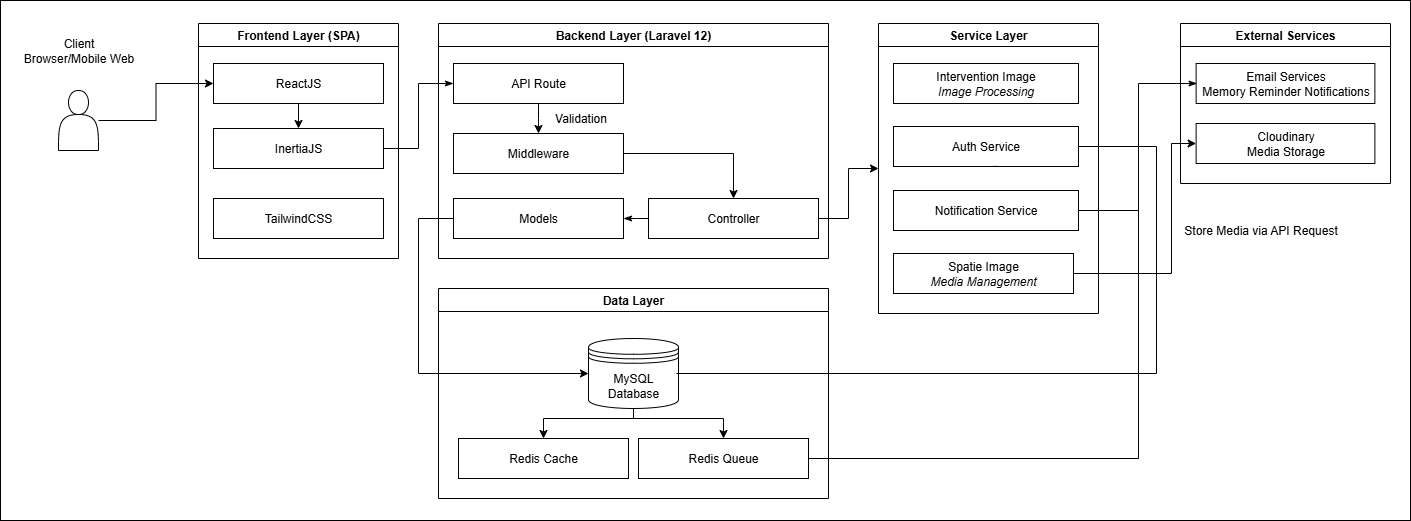 Client
Browser/Mobile Web
Frontend Layer (SPA)
ReactJS
InertiaJS
TailwindCSS
Backend Layer (Laravel 12)
API Route
Validation
Middleware
Models
Controller
Service Layer
Intervention Image
Image Processing
Auth Service
Notification Service
Spatie Image
Media Management
External Services
Email Services
Memory Reminder Notifications
Cloudinary
Media Storage
Store Media via API Request
Data Layer
MySQL
Database
Redis Cache
Redis Queue